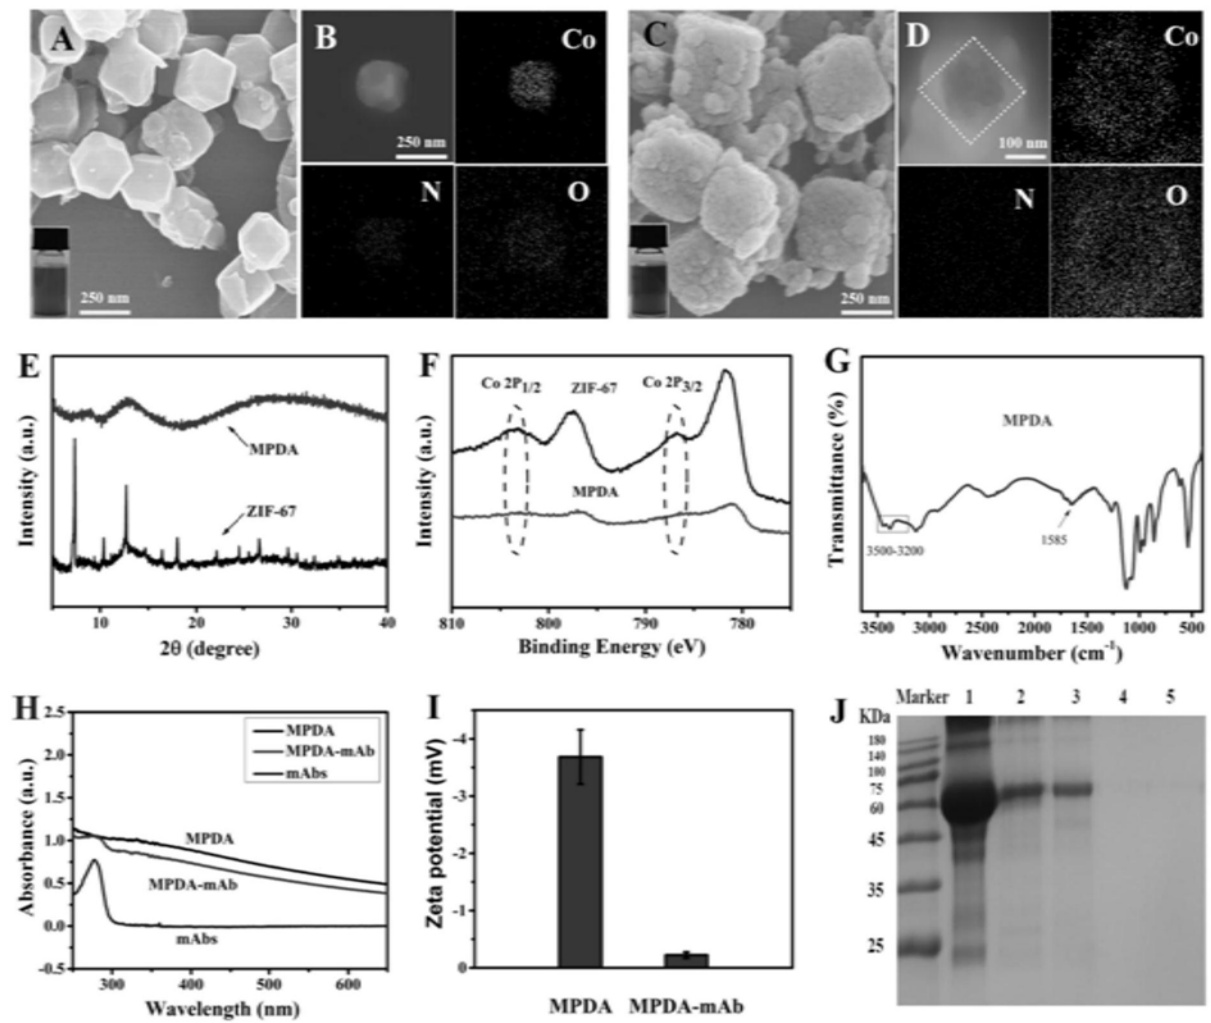 A
250 nm
B
250 nm
Co
N
O
C
250 nm
D
100 nm
Co
N
O
E
Intensity (a.u.)
MPDA
ZIF-67
10 20 30 40
2θ (degree)
F
Intensity (a.u.)
Co 2P1/2 ZIF-67 Co 2P3/2
MPDA
810 800 790 780
Binding Energy (eV)
G
Transmittance (%)
MPDA
3500-3200
1585
3500 3000 2500 2000 1500 1000 500
Wavenumber (cm-1)
H
Absorbance (a.u.)
2.5
2.0
1.5
1.0
0.5
0.0
-0.5
MPDA
MPDA-mAb
mAbs
MPDA
MPDA-mAb
mAbs
300 400 500 600
Wavelength (nm)
I
Zeta potential (mV)
-4
-3
-2
-1
0
MPDA MPDA-mAb
J
Marker 1 2 3 4 5
KDa
180
140
100
75
60
45
35
25